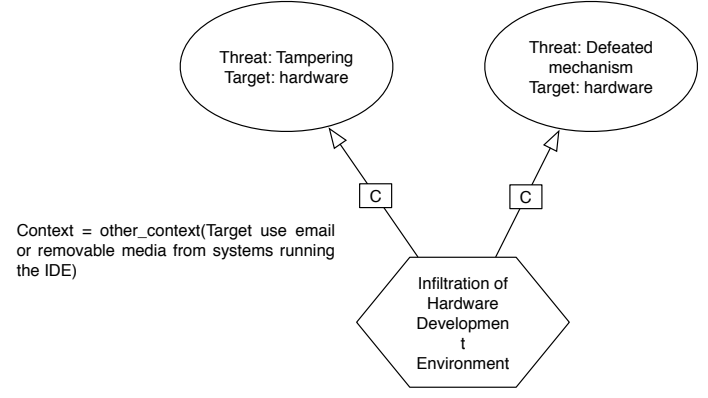 Threat: Tampering
Target: hardware
Threat: Defeated
mechanism
Target: hardware
C
C
Context = other_context(Target use email
or removable media from systems running
the IDE)
Infiltration of
Hardware
Developmen
t
Environment